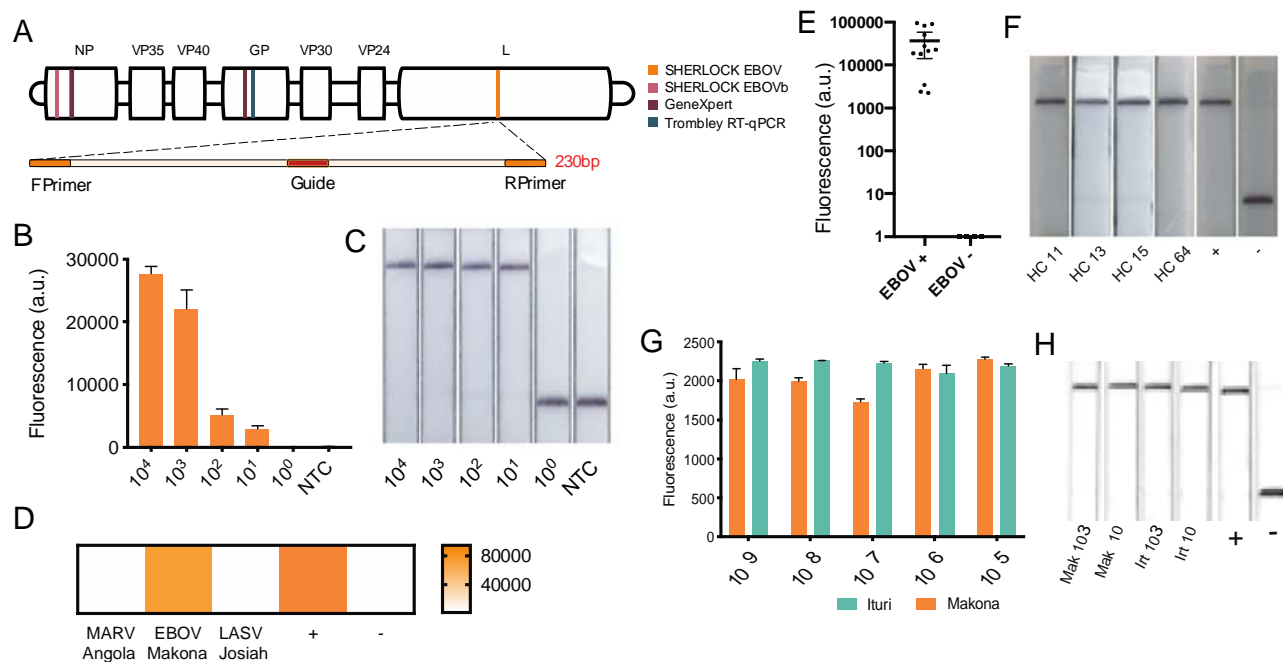 A
NP VP35 VP40 GP VP30 VP24 L
SHERLOCK EBOV
SHERLOCK EBOVb
GeneXpert
Trombley RT-qPCR
230bp
FPrimer Guide RPrimer
B
Fluorescence (a.u.)
30000
20000
10000
0
10⁴ 10³ 10² 10¹ 10⁰ NTC
C
10⁴ 10³ 10² 10¹ 10⁰ NTC
D
80000
40000
MARV Angola
EBOV Makona
LASV Josiah
+
-
E
Fluorescence (a.u.)
100000
10000
1000
100
10
1
EBOV + EBOV -
F
HC 11 HC 13 HC 15 HC 64 + -
G
Fluorescence (a.u.)
2500
2000
1500
1000
500
0
10 9 10 8 10 7 10 6 10 5
Ituri Makona
H
Mak 103 Mak 10 Irt 103 Irt 10 + -